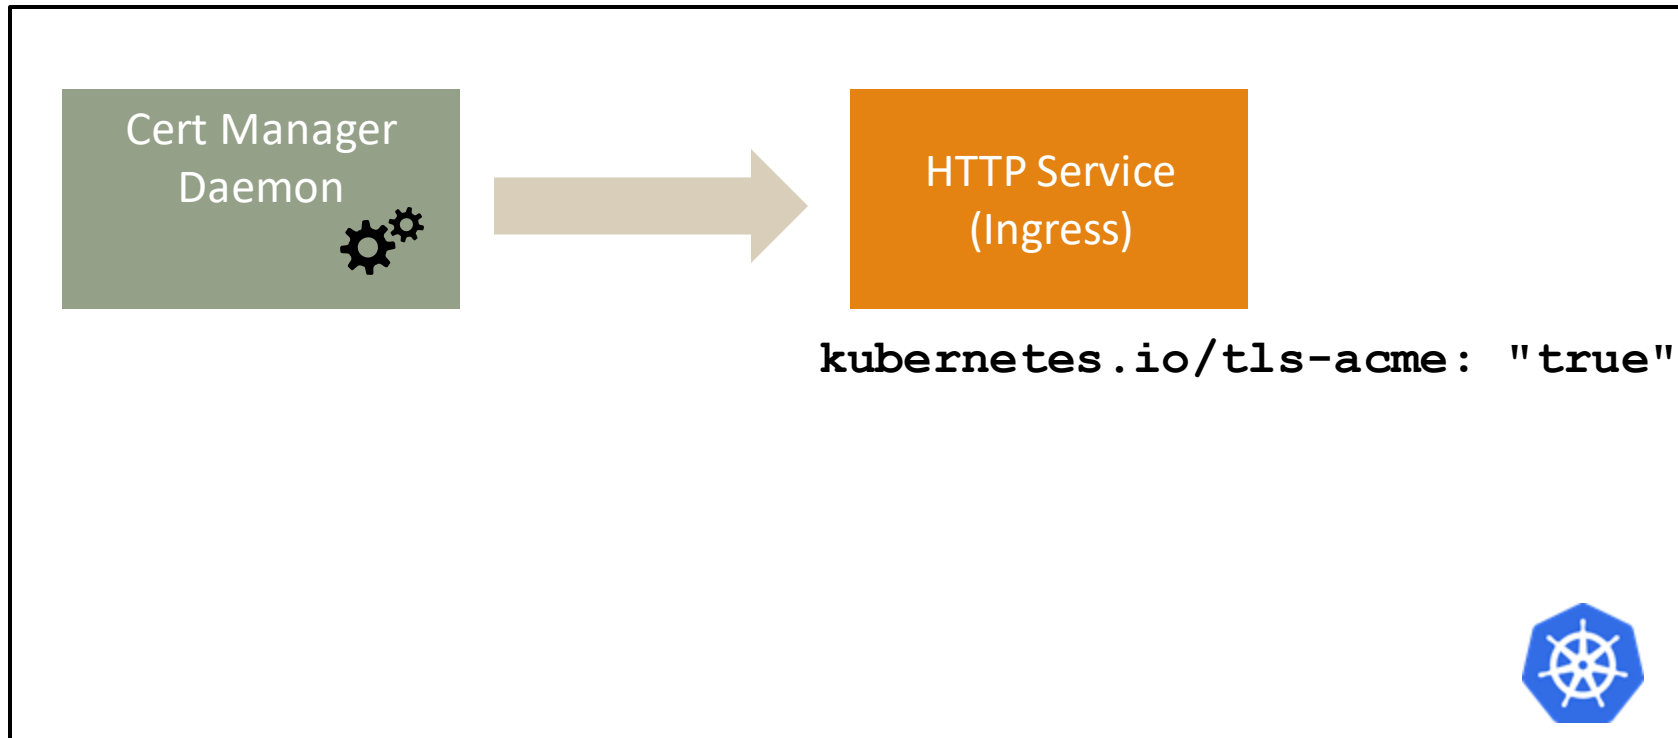 Cert Manager
Daemon
HTTP Service
(Ingress)
kubernetes.io/tls-acme: "true"